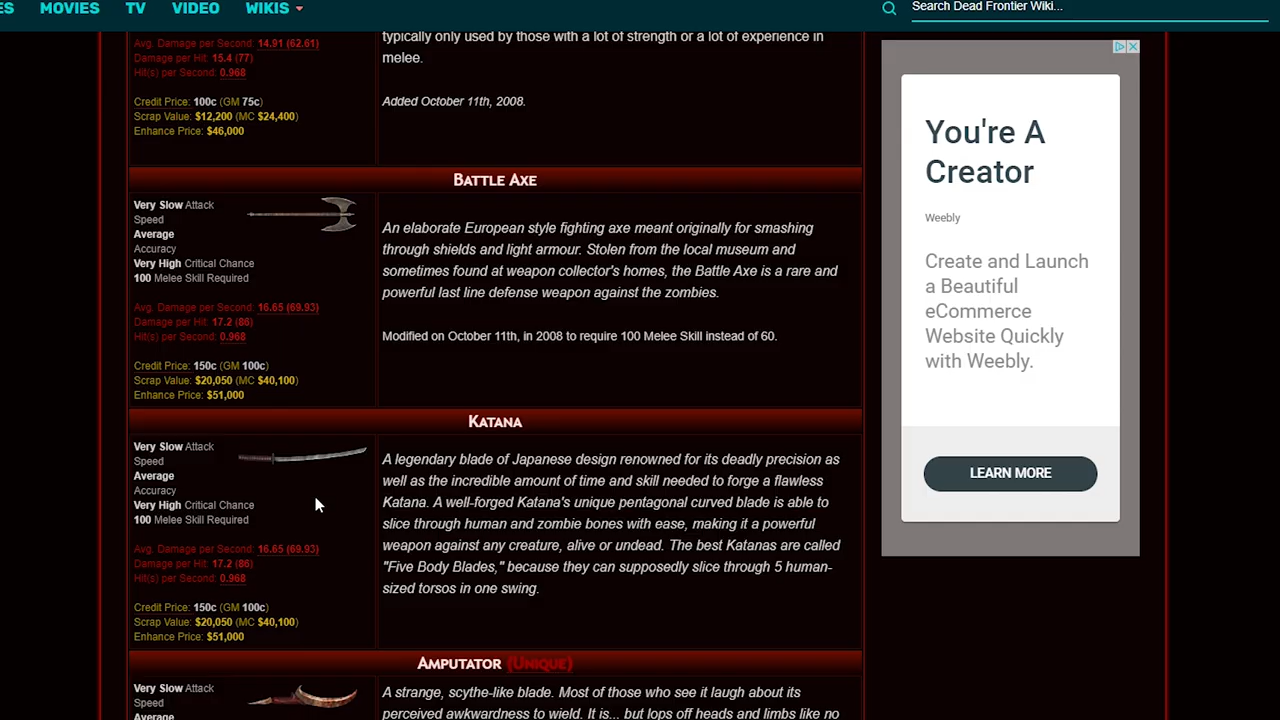 ES MOVIES TV VIDEO WIKIS
Search Dead Frontier Wiki...
Avg. Damage per Second: 14.91 (62.61)
Damage per Hit: 15.4 (77)
Hit(s) per Second: 0.968
Credit Price: 100c (GM 75c)
Scrap Value: $12,200 (MC $24,400)
Enhance Price: $46,000
typically only used by those with a lot of strength or a lot of experience in
melee.
Added October 11th, 2008.
BATTLE AXE
Very Slow Attack
Speed
Average
Accuracy
Very High Critical Chance
100 Melee Skill Required
Avg. Damage per Second: 16.65 (69.93)
Damage per Hit: 17.2 (86)
Hit(s) per Second: 0.968
Credit Price: 150c (GM 100c)
Scrap Value: $20,050 (MC $40,100)
Enhance Price: $51,000
An elaborate European style fighting axe meant originally for smashing
through shields and light armour. Stolen from the local museum and
sometimes found at weapon collector's homes, the Battle Axe is a rare and
powerful last line defense weapon against the zombies.
Modified on October 11th, in 2008 to require 100 Melee Skill instead of 60.
KATANA
Very Slow Attack
Speed
Average
Accuracy
Very High Critical Chance
100 Melee Skill Required
Avg. Damage per Second: 16.65 (69.93)
Damage per Hit: 17.2 (86)
Hit(s) per Second: 0.968
Credit Price: 150c (GM 100c)
Scrap Value: $20,050 (MC $40,100)
Enhance Price: $51,000
A legendary blade of Japanese design renowned for its deadly precision as
well as the incredible amount of time and skill needed to forge a flawless
Katana. A well-forged Katana's unique pentagonal curved blade is able to
slice through human and zombie bones with ease, making it a powerful
weapon against any creature, alive or undead. The best Katanas are called
"Five Body Blades," because they can supposedly slice through 5 human-
sized torsos in one swing.
AMPUTATOR (UNIQUE)
Very Slow Attack
Speed
Average
A strange, scythe-like blade. Most of those who see it laugh about its
perceived awkwardness to wield. It is... but lops off heads and limbs like no
You're A
Creator
Weebly
Create and Launch
a Beautiful
eCommerce
Website Quickly
with Weebly.
LEARN MORE